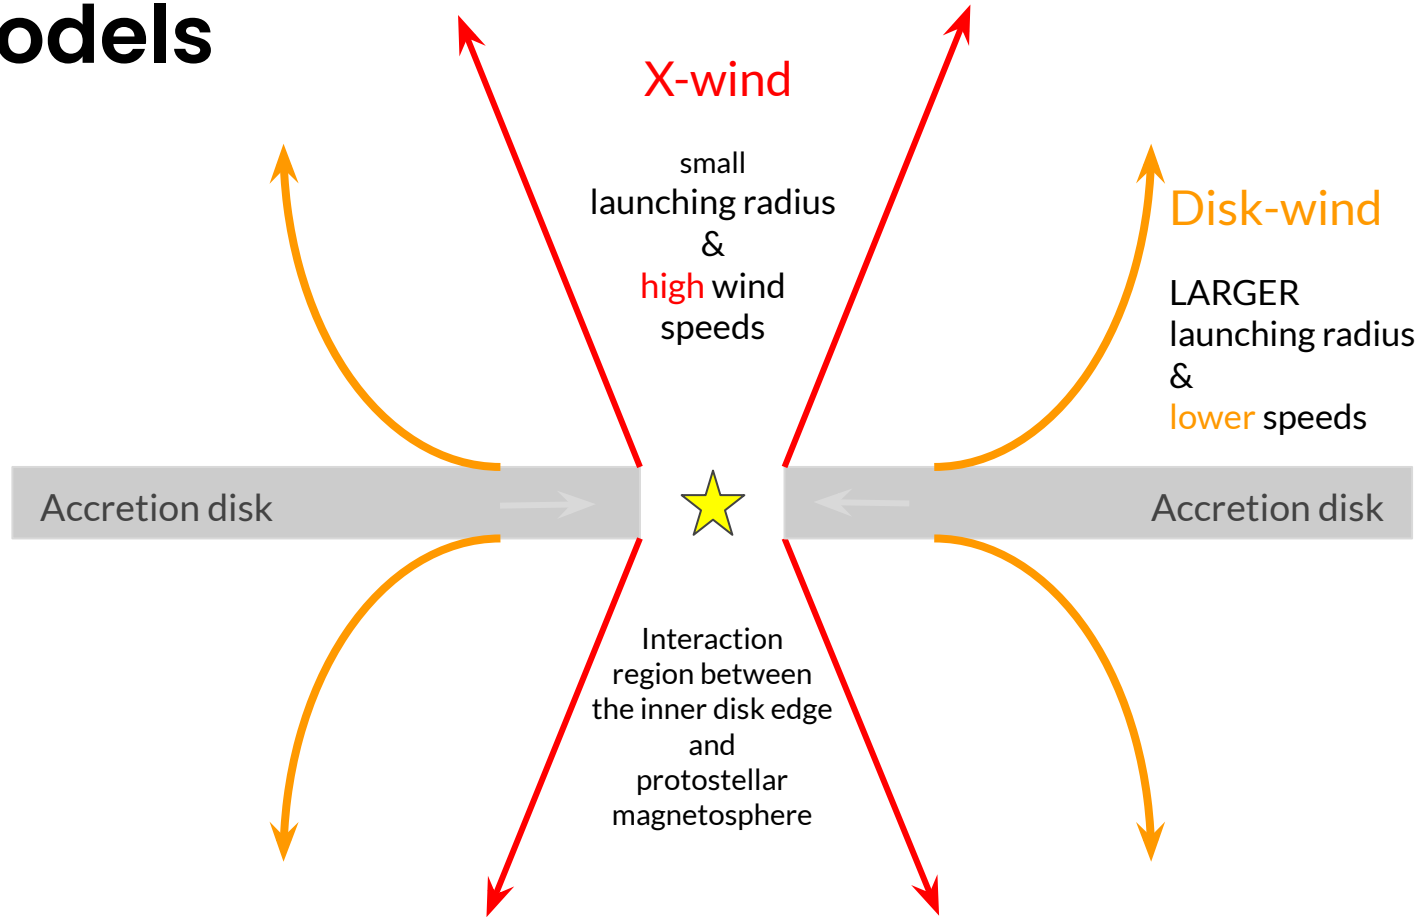 odels
X-wind
small
launching radius
&
high wind
speeds
Disk-wind
LARGER
launching radius
&
lower speeds
Accretion disk
Accretion disk
Interaction
region between
the inner disk edge
and
protostellar
magnetosphere